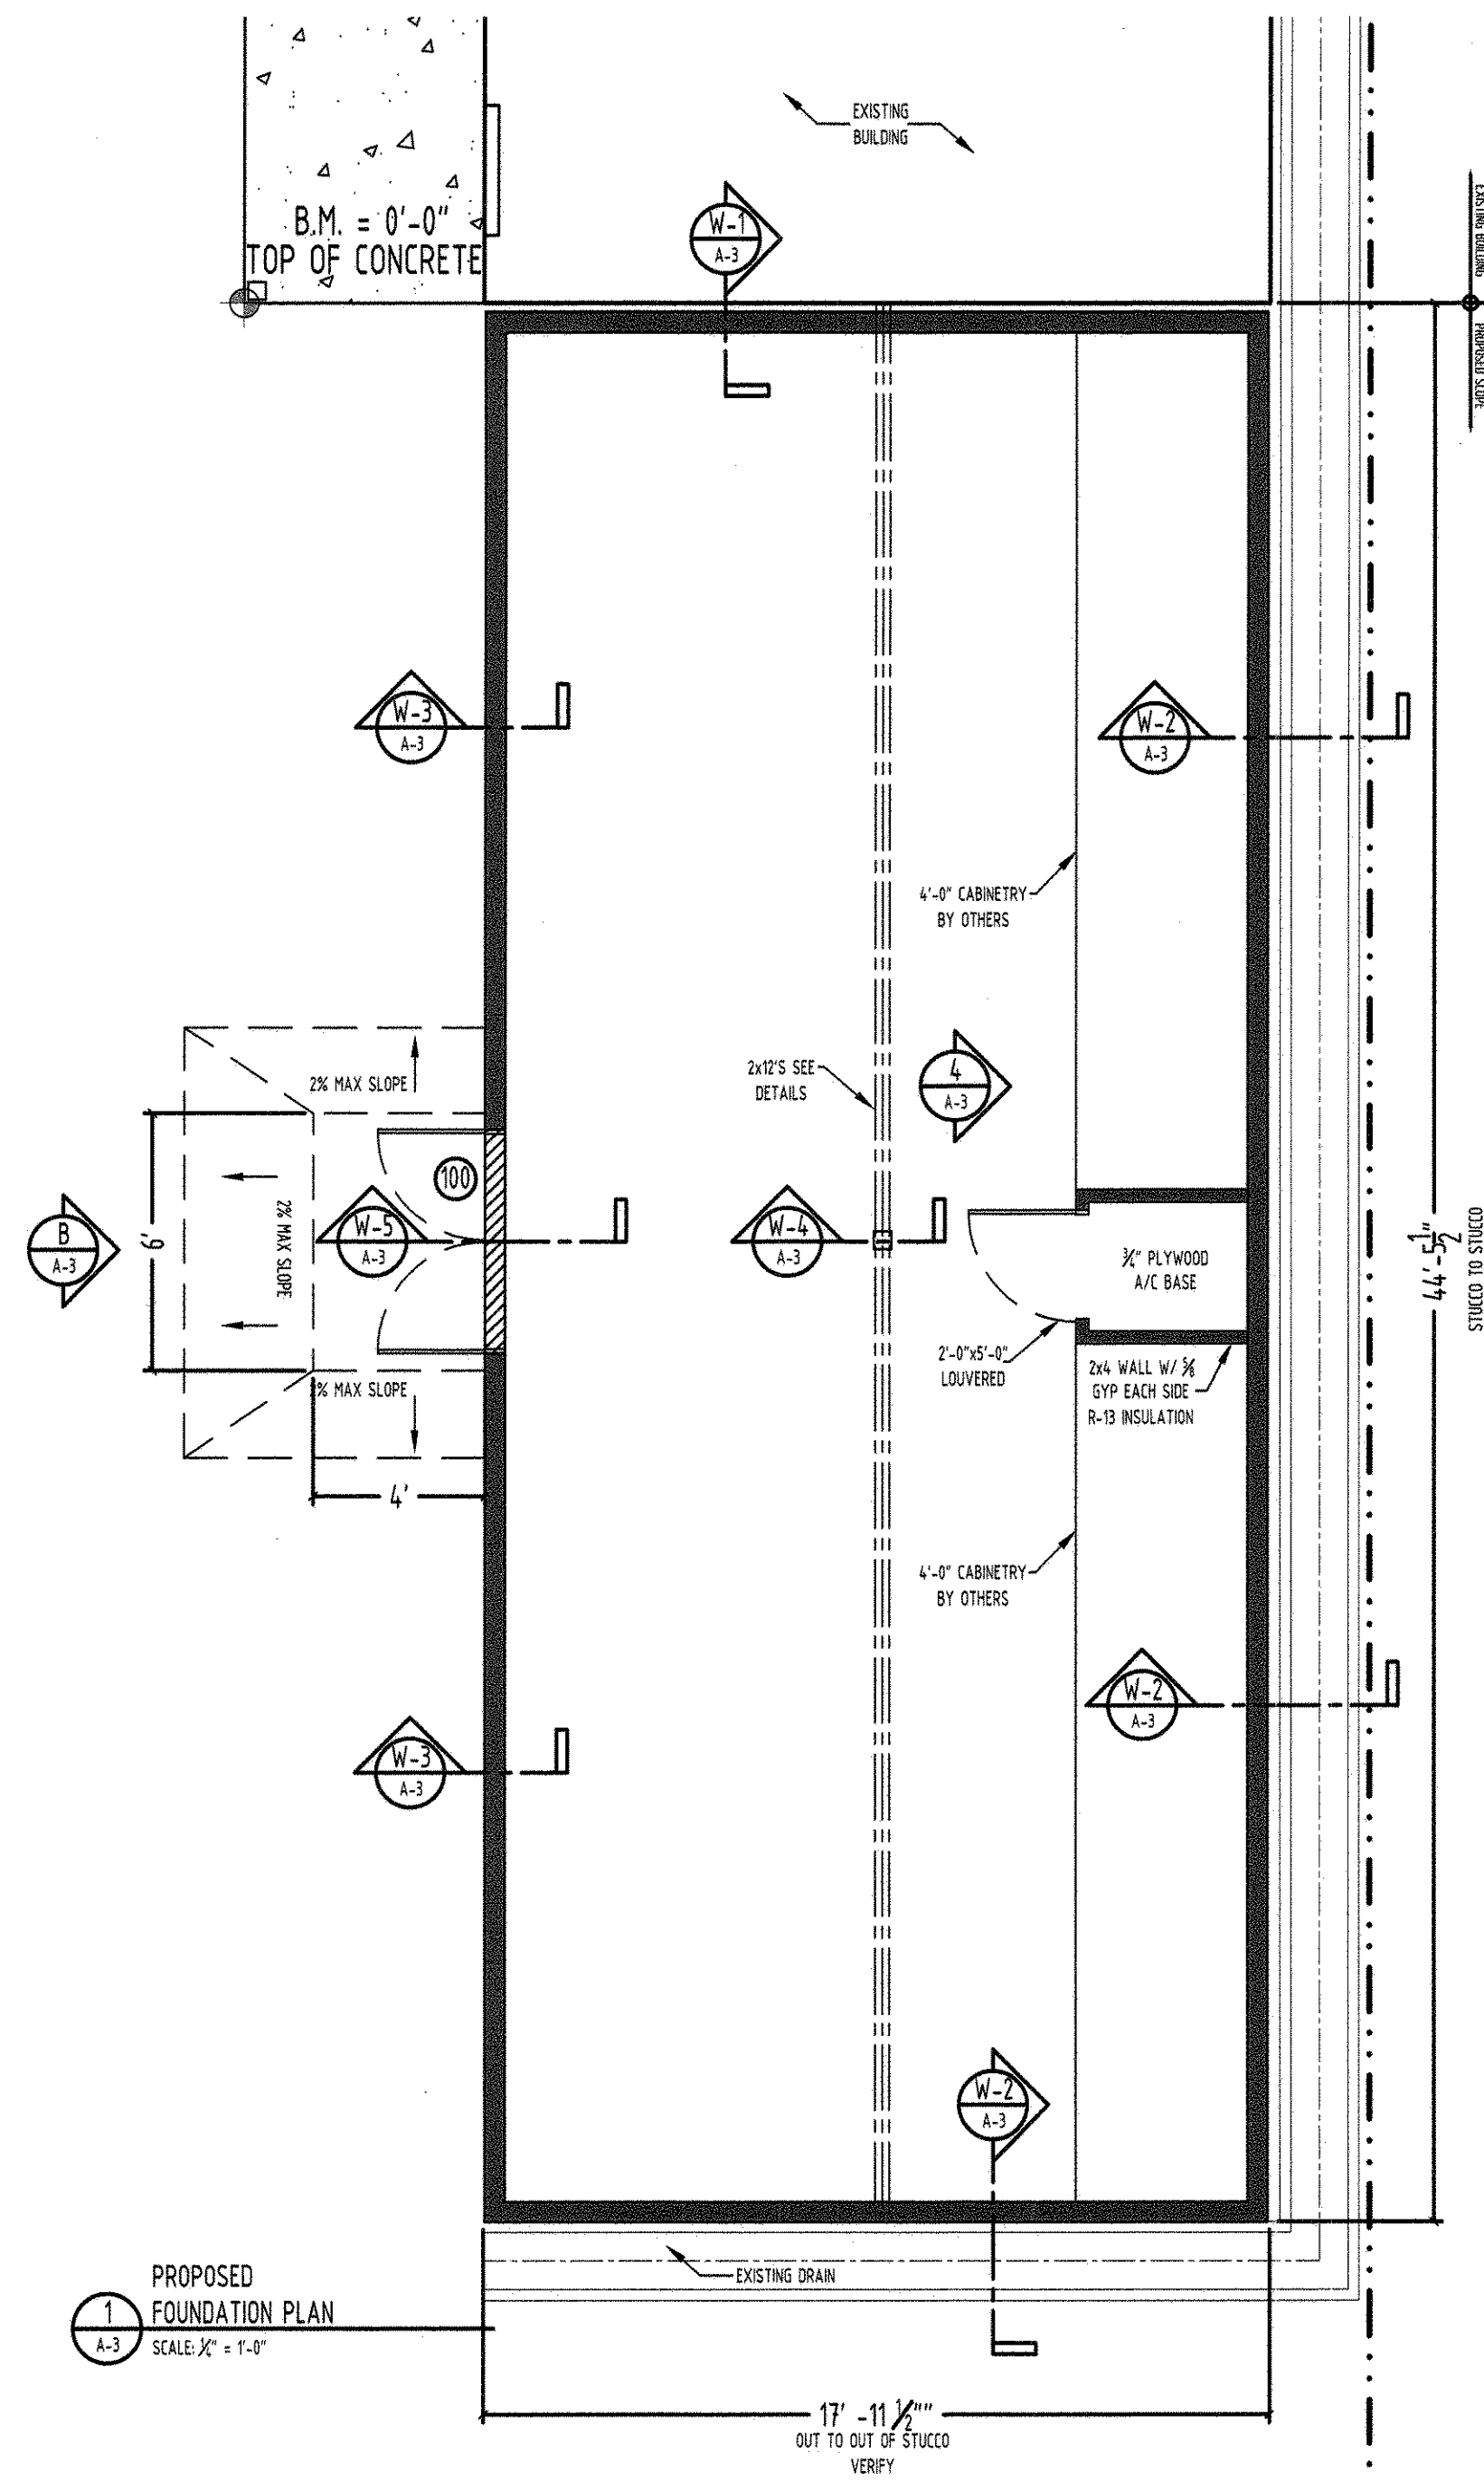 EXISTING
BUILDING
EXISTING BUILDING
PROPOSED SLOPE
B.M. = 0'-0"
TOP OF CONCRETE
W-1
A-3
W-3
A-3
W-2
A-3
4'-0" CABINETRY
BY OTHERS
2x12'S SEE
DETAILS
4
A-3
2% MAX SLOPE
100
B
A-3
6'
2% MAX SLOPE
W-5
A-3
W-4
A-3
3/4" PLYWOOD
A/C BASE
44'-5 1/2"
STUCCO TO STUCCO
2'-0"x5'-0"
LOUVERED
2x4 WALL W/ 5/8
GYP EACH SIDE
R-13 INSULATION
% MAX SLOPE
4'
4'-0" CABINETRY
BY OTHERS
W-2
A-3
W-3
A-3
W-2
A-3
EXISTING DRAIN
1
A-3
PROPOSED
FOUNDATION PLAN
SCALE: 1/4" = 1'-0"
17' -11 1/2""
OUT TO OUT OF STUCCO
VERIFY